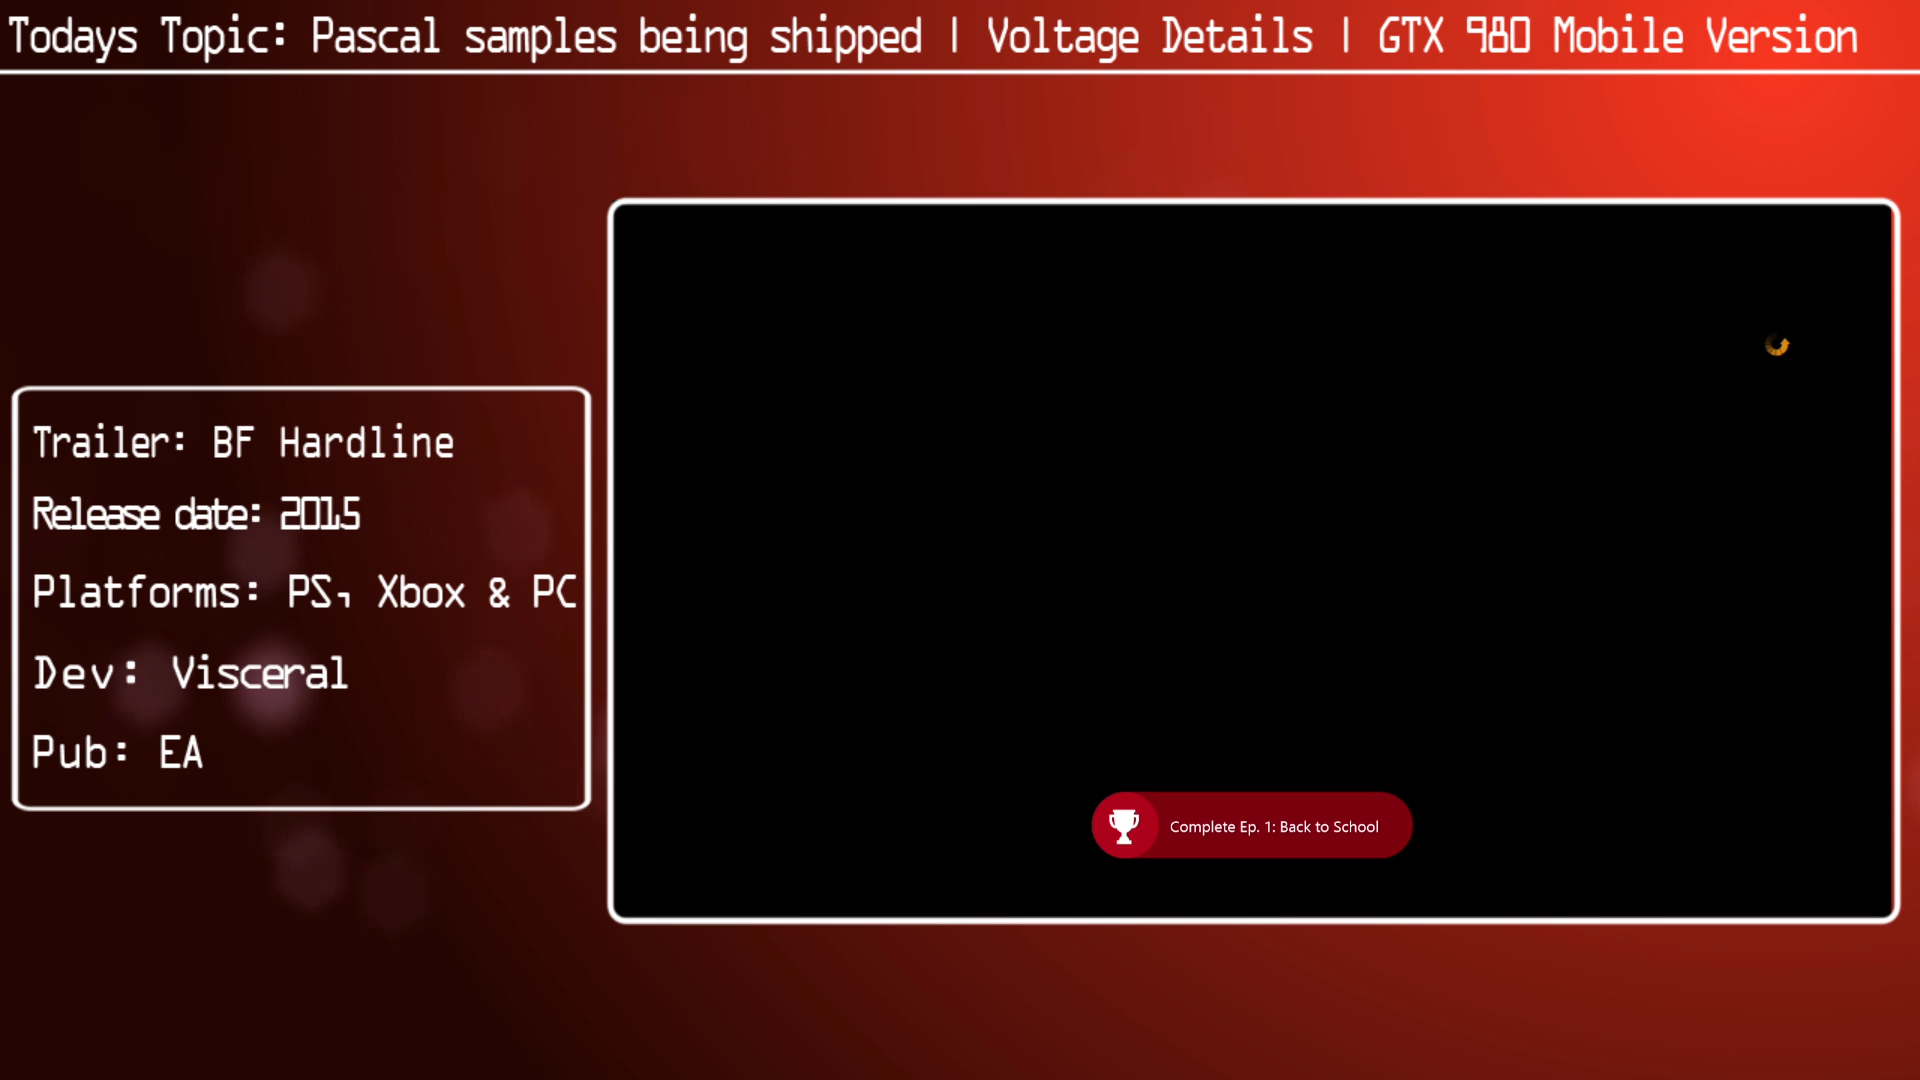 Todays Topic: Pascal samples being shipped | Voltage Details | GTX 980 Mobile Version
Trailer: BF Hardline
Release date: 2015
Platforms: PS, Xbox & PC
Dev: Visceral
Pub: EA
Complete Ep. 1: Back to School